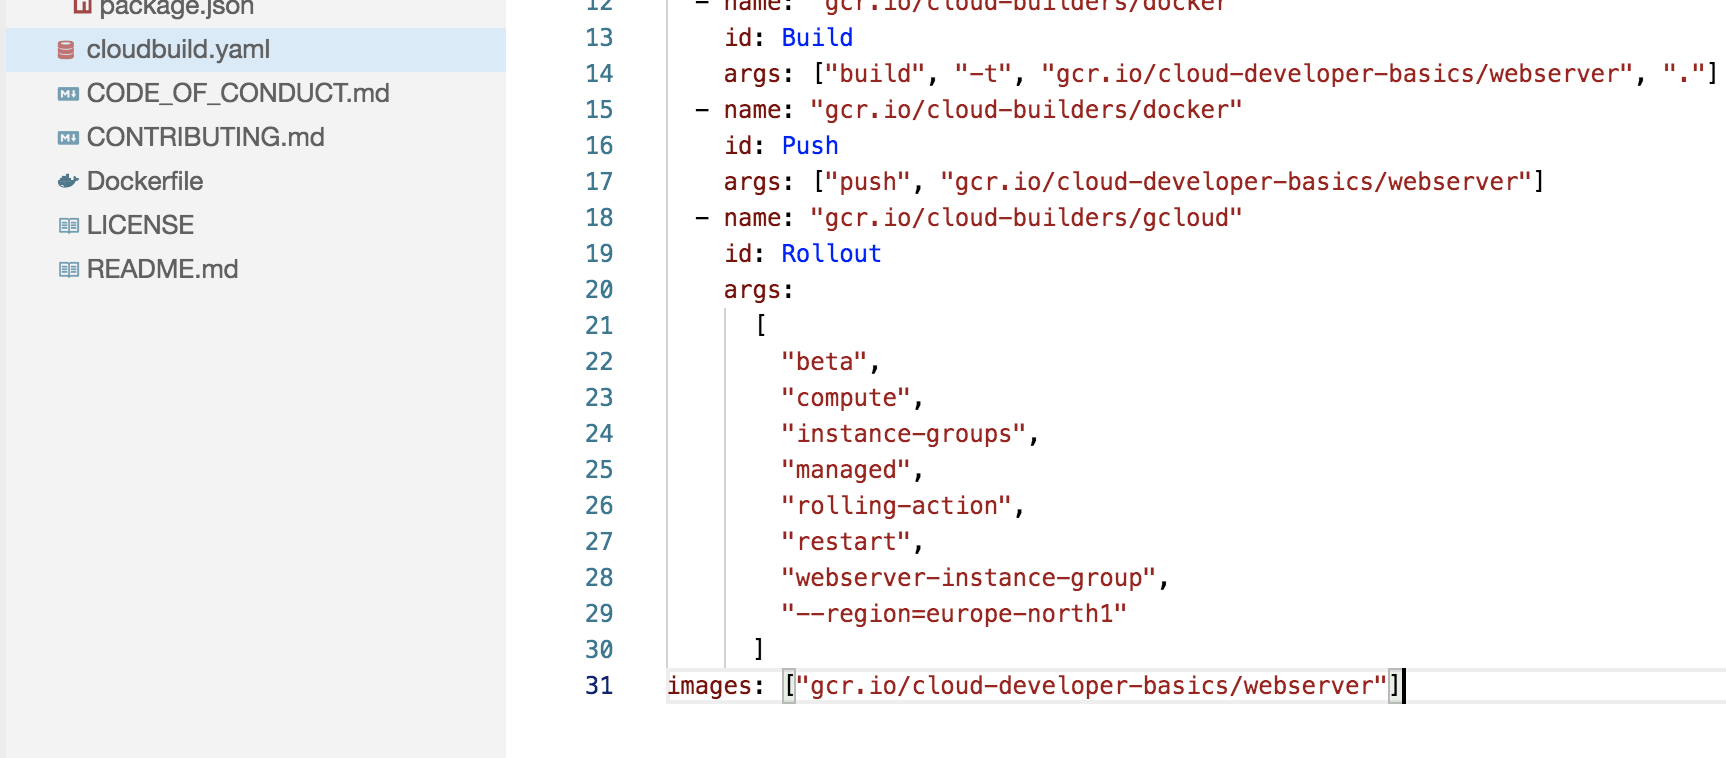 package.json
cloudbuild.yaml
CODE_OF_CONDUCT.md
CONTRIBUTING.md
Dockerfile
LICENSE
README.md
12 - name: "gcr.io/cloud-builders/docker"
13 id: Build
14 args: ["build", "-t", "gcr.io/cloud-developer-basics/webserver", "."]
15 - name: "gcr.io/cloud-builders/docker"
16 id: Push
17 args: ["push", "gcr.io/cloud-developer-basics/webserver"]
18 - name: "gcr.io/cloud-builders/gcloud"
19 id: Rollout
20 args:
21 [
22 "beta",
23 "compute",
24 "instance-groups",
25 "managed",
26 "rolling-action",
27 "restart",
28 "webserver-instance-group",
29 "--region=europe-north1"
30 ]
31 images: ["gcr.io/cloud-developer-basics/webserver"]